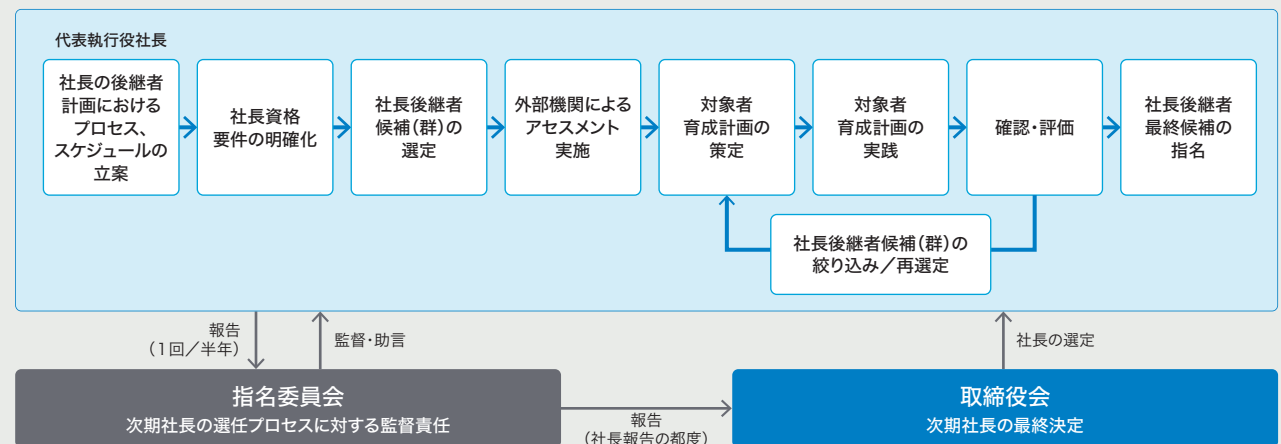 代表執行役社長
社長の後継者
計画における
プロセス、
スケジュールの
立案
社長資格
要件の明確化
社長後継者
候補（群）の
選定
外部機関による
アセスメント
実施
対象者
育成計画の
策定
対象者
育成計画の
実践
確認・評価
社長後継者
最終候補の
指名
社長後継者候補（群）の
絞り込み／再選定
報告
（1回／半年）
監督・助言
社長の選定
指名委員会
次期社長の選任プロセスに対する監督責任
報告
（社長報告の都度）
取締役会
次期社長の最終決定